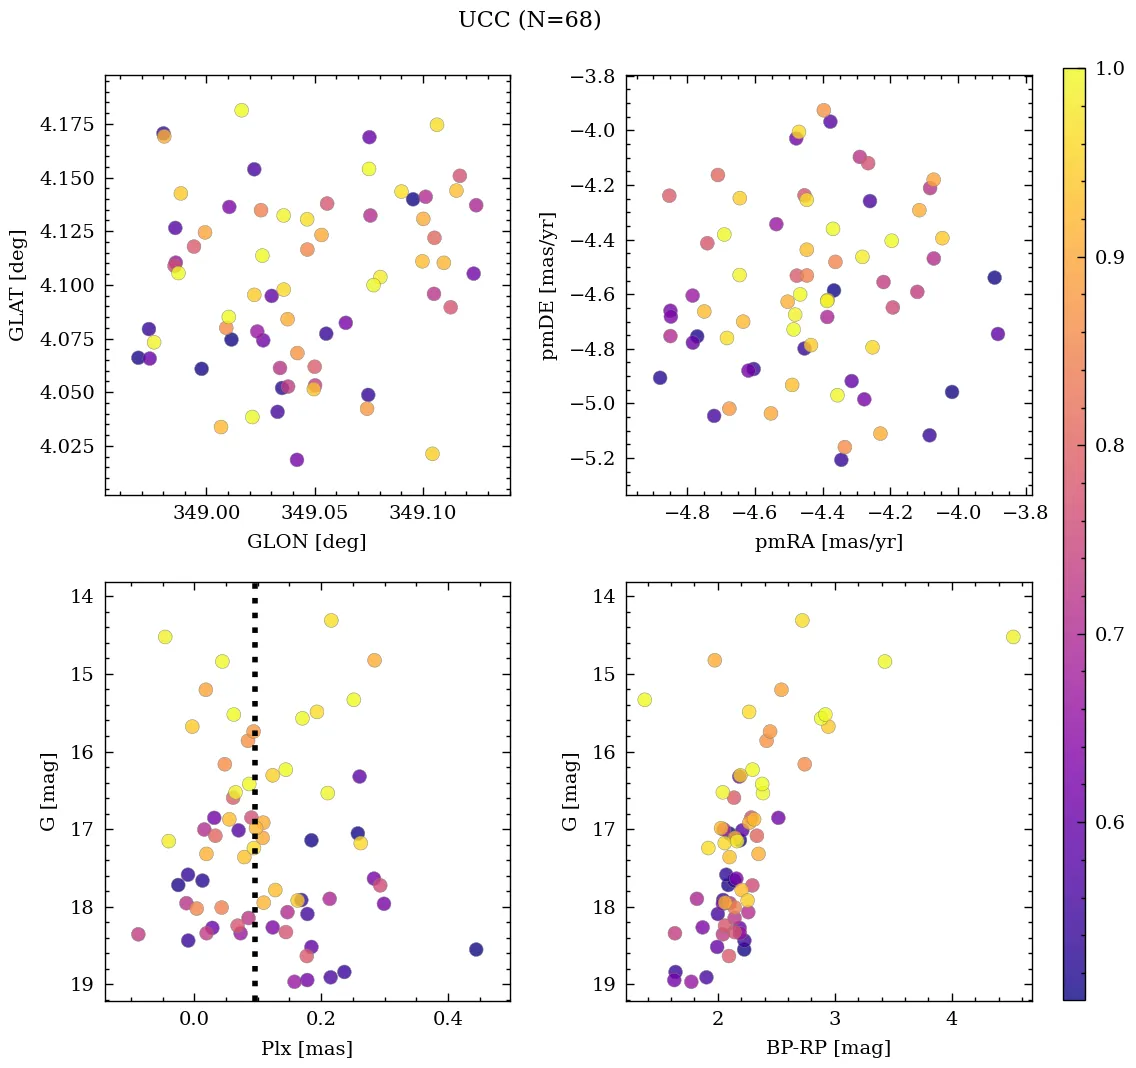 UCC (N=68)
4.175
4.150
4.125
4.100
4.075
4.050
4.025
GLAT [deg]
349.00 349.05 349.10
GLON [deg]
−3.8
−4.0
−4.2
−4.4
−4.6
−4.8
−5.0
−5.2
pmDE [mas/yr]
−4.8 −4.6 −4.4 −4.2 −4.0 −3.8
pmRA [mas/yr]
14
15
16
17
18
19
G [mag]
0.0 0.2 0.4
Plx [mas]
14
15
16
17
18
19
G [mag]
2 3 4
BP-RP [mag]
1.0
0.9
0.8
0.7
0.6